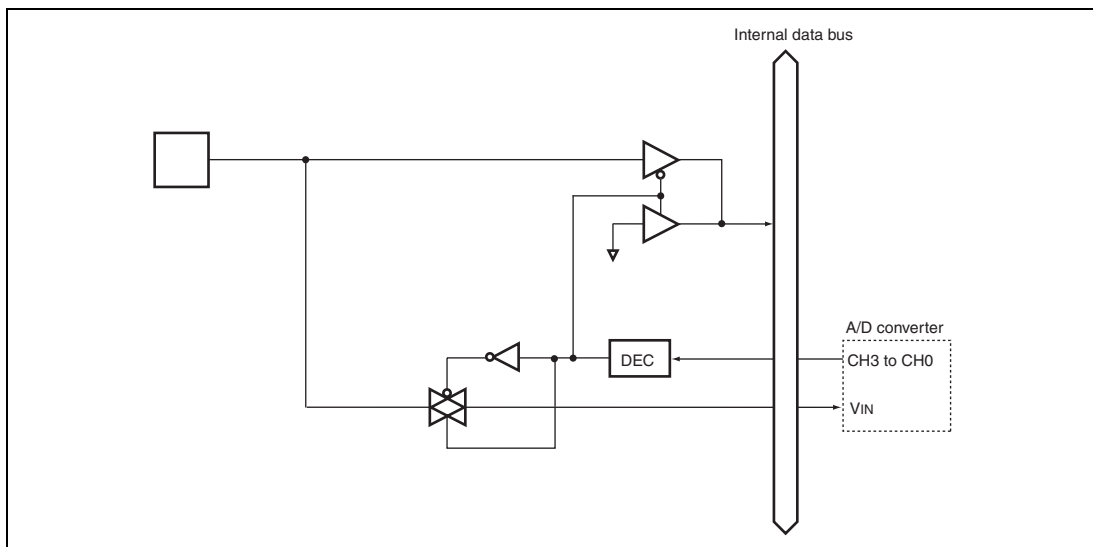 Internal data bus
A/D converter
DEC
CH3 to CH0
VIN